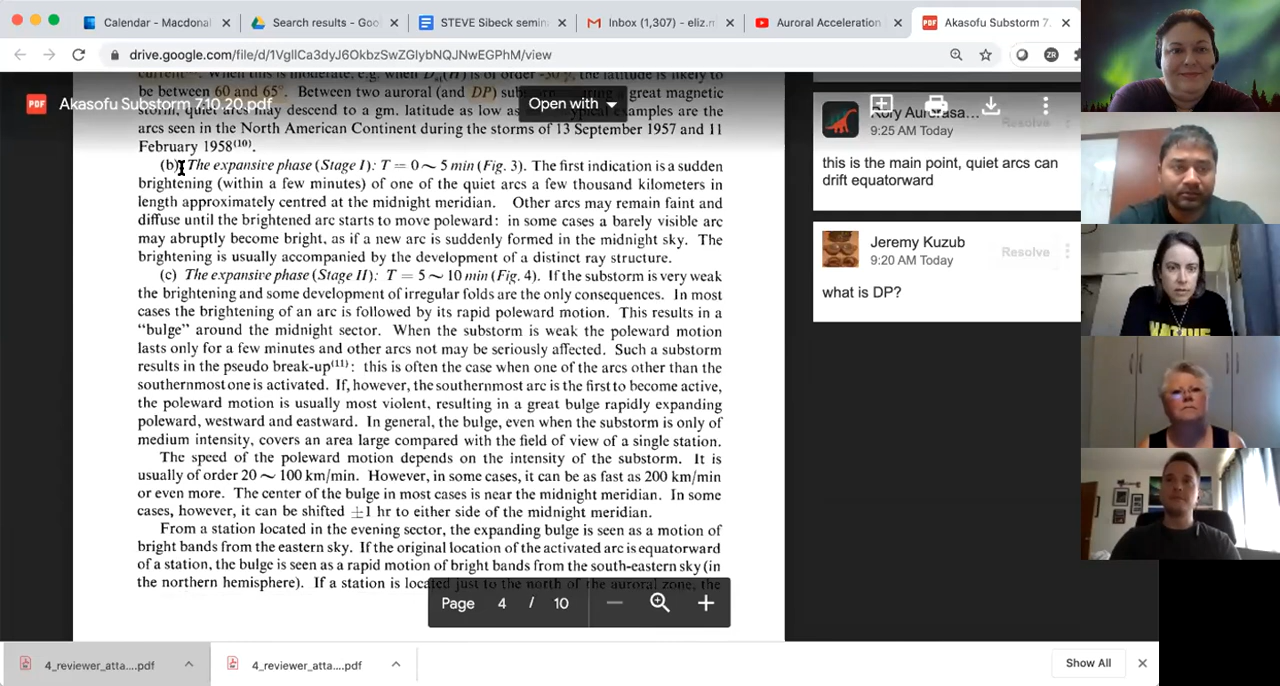 Calendar - Macdonal
Search results - Goo
STEVE Sibeck semin
Inbox (1,307) - eliz.m
Auroral Acceleration
Akasofu Substorm 7.
drive.google.com/file/d/1VgIlCa3dyJ6OkbzSwZGlybNQJNwEGPhM/view
ZR
Akasofu Substorm 7.10.20.pdf
Open with
be between 60 and 65°. Between two auroral (and DP) great magnetic
storm, quiet arcs may descend to a gm. latitude as low as examples are the
arcs seen in the North American Continent during the storms of 13 September 1957 and 11
February 1958(10).
(b) The expansive phase (Stage I): T = 0 ~ 5 min (Fig. 3). The first indication is a sudden
brightening (within a few minutes) of one of the quiet arcs a few thousand kilometers in
length approximately centred at the midnight meridian. Other arcs may remain faint and
diffuse until the brightened arc starts to move poleward: in some cases a barely visible arc
may abruptly become bright, as if a new arc is suddenly formed in the midnight sky. The
brightening is usually accompanied by the development of a distinct ray structure.
(c) The expansive phase (Stage II): T = 5 ~ 10 min (Fig. 4). If the substorm is very weak
the brightening and some development of irregular folds are the only consequences. In most
cases the brightening of an arc is followed by its rapid poleward motion. This results in a
"bulge" around the midnight sector. When the substorm is weak the poleward motion
lasts only for a few minutes and other arcs not may be seriously affected. Such a substorm
results in the pseudo break-up(11): this is often the case when one of the arcs other than the
southernmost one is activated. If, however, the southernmost arc is the first to become active,
the poleward motion is usually most violent, resulting in a great bulge rapidly expanding
poleward, westward and eastward. In general, the bulge, even when the substorm is only of
medium intensity, covers an area large compared with the field of view of a single station.
The speed of the poleward motion depends on the intensity of the substorm. It is
usually of order 20 ~ 100 km/min. However, in some cases, it can be as fast as 200 km/min
or even more. The center of the bulge in most cases is near the midnight meridian. In some
cases, however, it can be shifted ±1 hr to either side of the midnight meridian.
From a station located in the evening sector, the expanding bulge is seen as a motion of
bright bands from the eastern sky. If the original location of the activated arc is equatorward
of a station, the bulge is seen as a rapid motion of bright bands from the south-eastern sky (in
the northern hemisphere). If a station is located just to the north of the auroral zone, the
Page 4 / 10
9:25 AM Today
Resolve
this is the main point, quiet arcs can
drift equatorward
Jeremy Kuzub
Resolve
9:20 AM Today
what is DP?
4_reviewer_atta....pdf
4_reviewer_atta....pdf
Show All